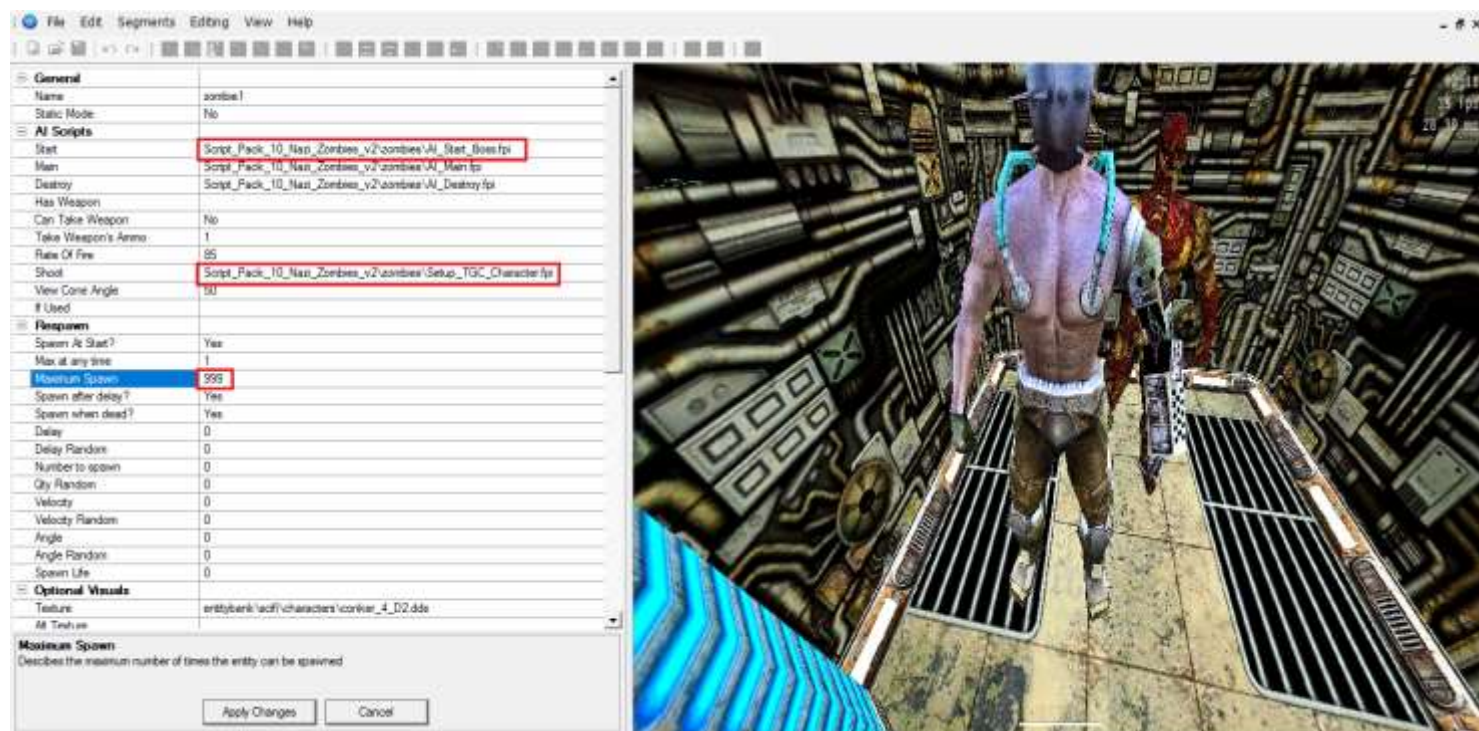 File Edit Segments Editing View Help
General
Name zombie1
Static Mode No
AI Scripts
Start Script_Pack_10_Nazi_Zombies_v2\zombies\AI_Start_Boss.fpi
Main Script_Pack_10_Nazi_Zombies_v2\zombies\AI_Main.fpi
Destroy Script_Pack_10_Nazi_Zombies_v2\zombies\AI_Destroy.fpi
Has Weapon
Can Take Weapon No
Take Weapon's Ammo 1
Rate Of Fire 85
Shoot Script_Pack_10_Nazi_Zombies_v2\zombies\Setup_TGC_Character.fpi
View Cone Angle 50
If Used
Respawn
Spawn At Start? Yes
Max at any time 1
Maximum Spawn 999
Spawn after delay? Yes
Spawn when dead? Yes
Delay 0
Delay Random 0
Number to spawn 0
Qty Random 0
Velocity 0
Velocity Random 0
Angle 0
Angle Random 0
Spawn Life 0
Optional Visuals
Texture entitybank\scifi\characters\conker_4_D2.dds
Alt Texture
Maximum Spawn
Describes the maximum number of times the entity can be spawned
Apply Changes Cancel